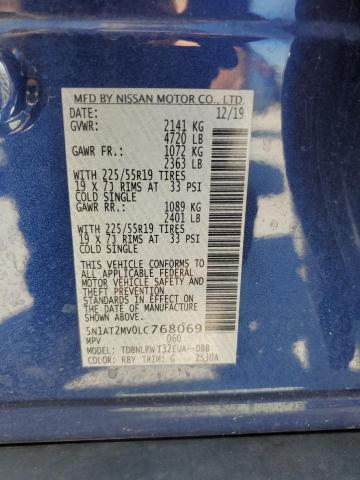 MFD BY NISSAN MOTOR CO., LTD.
DATE: 12/19
GVWR: 2141 KG
4720 LB
GAWR FR.: 1072 KG
2363 LB
WITH 225/55R19 TIRES
19 X 7J RIMS AT 33 PSI
COLD SINGLE
GAWR RR.: 1089 KG
2401 LB
WITH 225/55R19 TIRES
19 X 7J RIMS AT 33 PSI
COLD SINGLE
THIS VEHICLE CONFORMS TO ALL
APPLICABLE FEDERAL
MOTOR VEHICLE SAFETY,
BUMPER, AND THEFT PREVENTION
STANDARDS IN EFFECT ON THE
DATE OF MANUFACTURE
SHOWN ABOVE.
5N1AT2MV0LC768069
MPV 060
MODEL: TDBNLRWT32EUA--DBB
COLOR: RBY TRIM: G ZS30A